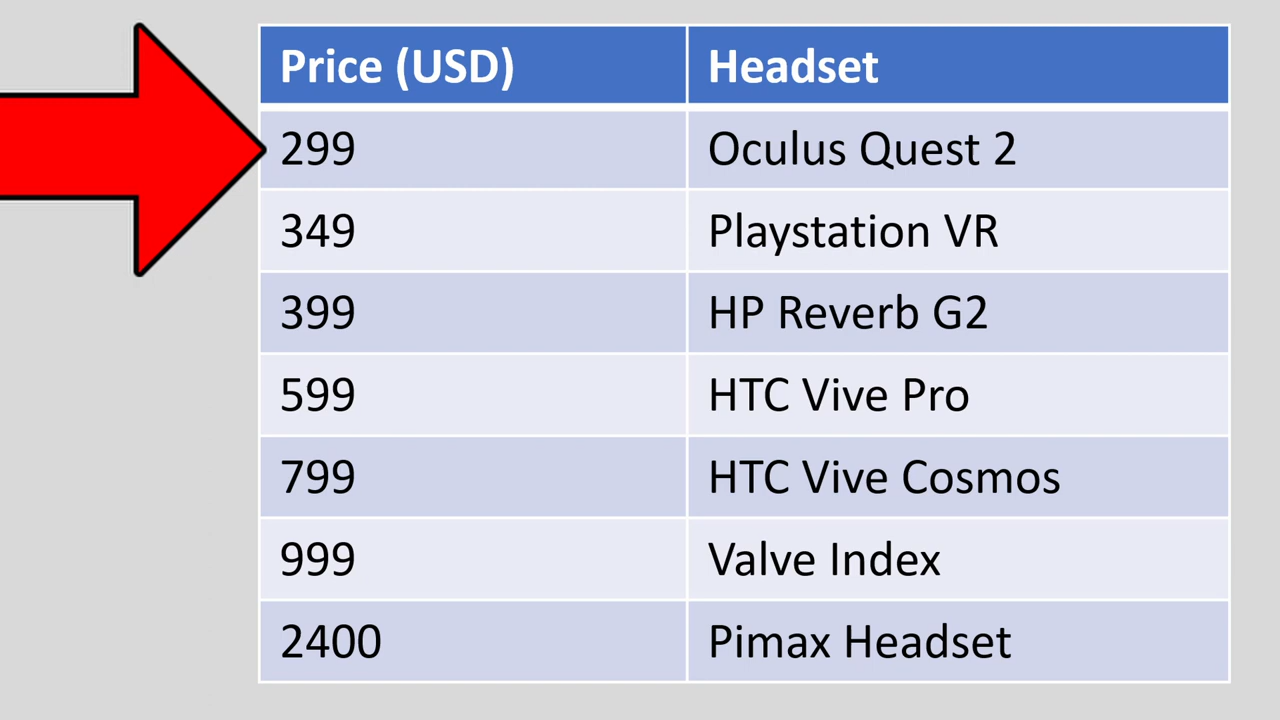 Price (USD) Headset
299 Oculus Quest 2
349 Playstation VR
399 HP Reverb G2
599 HTC Vive Pro
799 HTC Vive Cosmos
999 Valve Index
2400 Pimax Headset